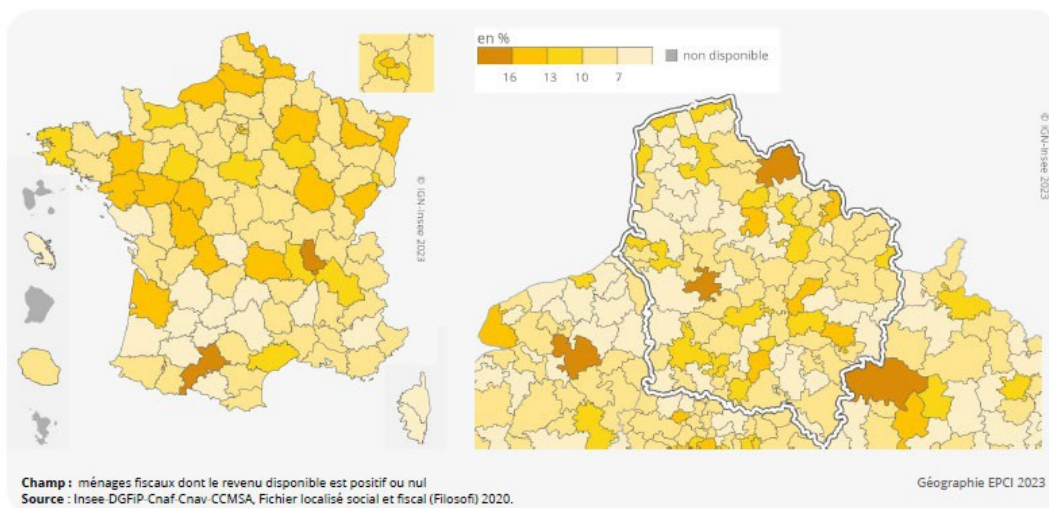 en %
16 13 10 7
non disponible
© IGN-Insee 2023
© IGN-Insee 2023
Champ : ménages fiscaux dont le revenu disponible est positif ou nul
Source : Insee-DGFiP-Cnaf-Cnav-CCMSA, Fichier localisé social et fiscal (Filosofi) 2020.
Géographie EPCI 2023